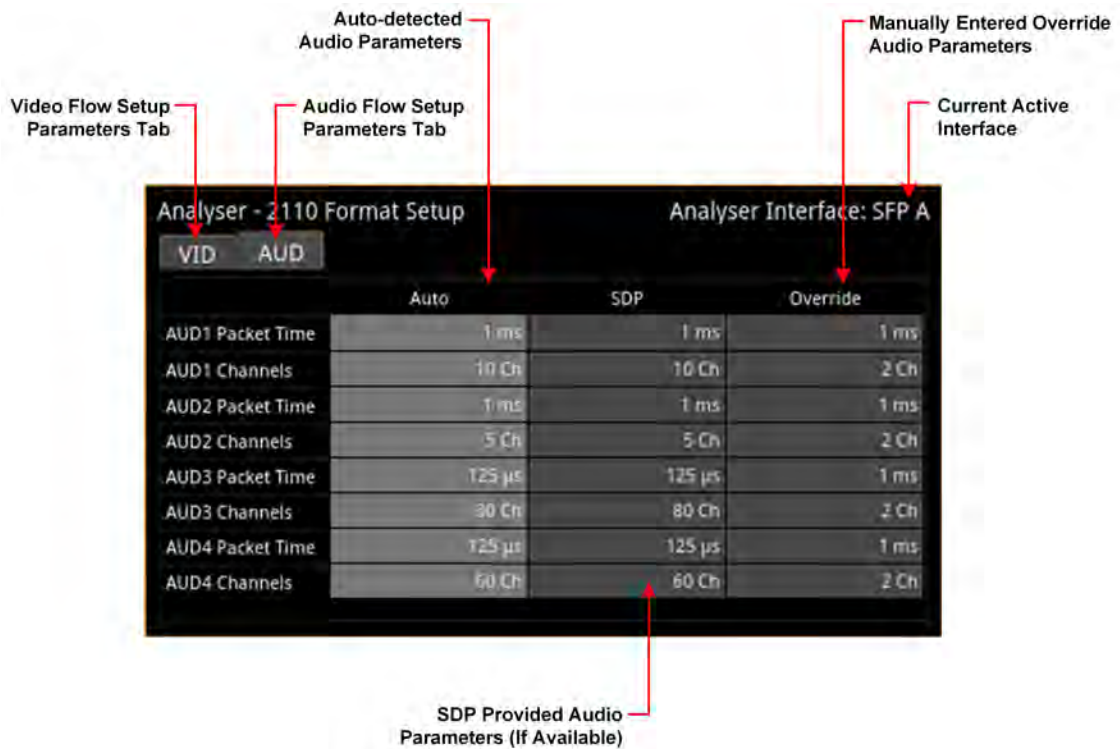 Auto-detected
Audio Parameters
Manually Entered Override
Audio Parameters
Video Flow Setup
Parameters Tab
Audio Flow Setup
Parameters Tab
Current Active
Interface
Analyser - 2110 Format Setup
Analyser Interface: SFP A
VID AUD
Auto SDP Override
AUD1 Packet Time 1 ms 1 ms 1 ms
AUD1 Channels 10 Ch 10 Ch 2 Ch
AUD2 Packet Time 1 ms 1 ms 1 ms
AUD2 Channels 5 Ch 5 Ch 2 Ch
AUD3 Packet Time 125 µs 125 µs 1 ms
AUD3 Channels 80 Ch 80 Ch 2 Ch
AUD4 Packet Time 125 µs 125 µs 1 ms
AUD4 Channels 60 Ch 60 Ch 2 Ch
SDP Provided Audio
Parameters (If Available)